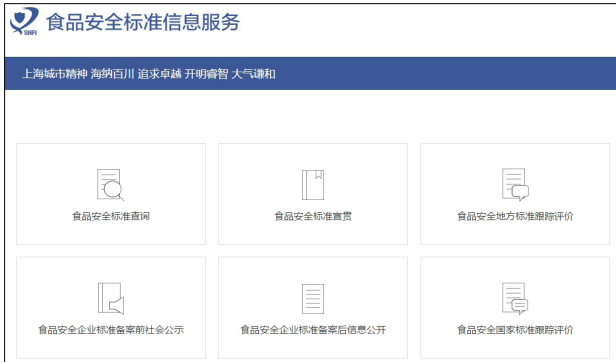 SHFI
食品安全标准信息服务
上海城市精神 海纳百川 追求卓越 开明睿智 大气谦和
食品安全标准查询
食品安全标准宣贯
食品安全地方标准跟踪评价
食品安全企业标准备案前社会公示
食品安全企业标准备案后信息公开
食品安全国家标准跟踪评价